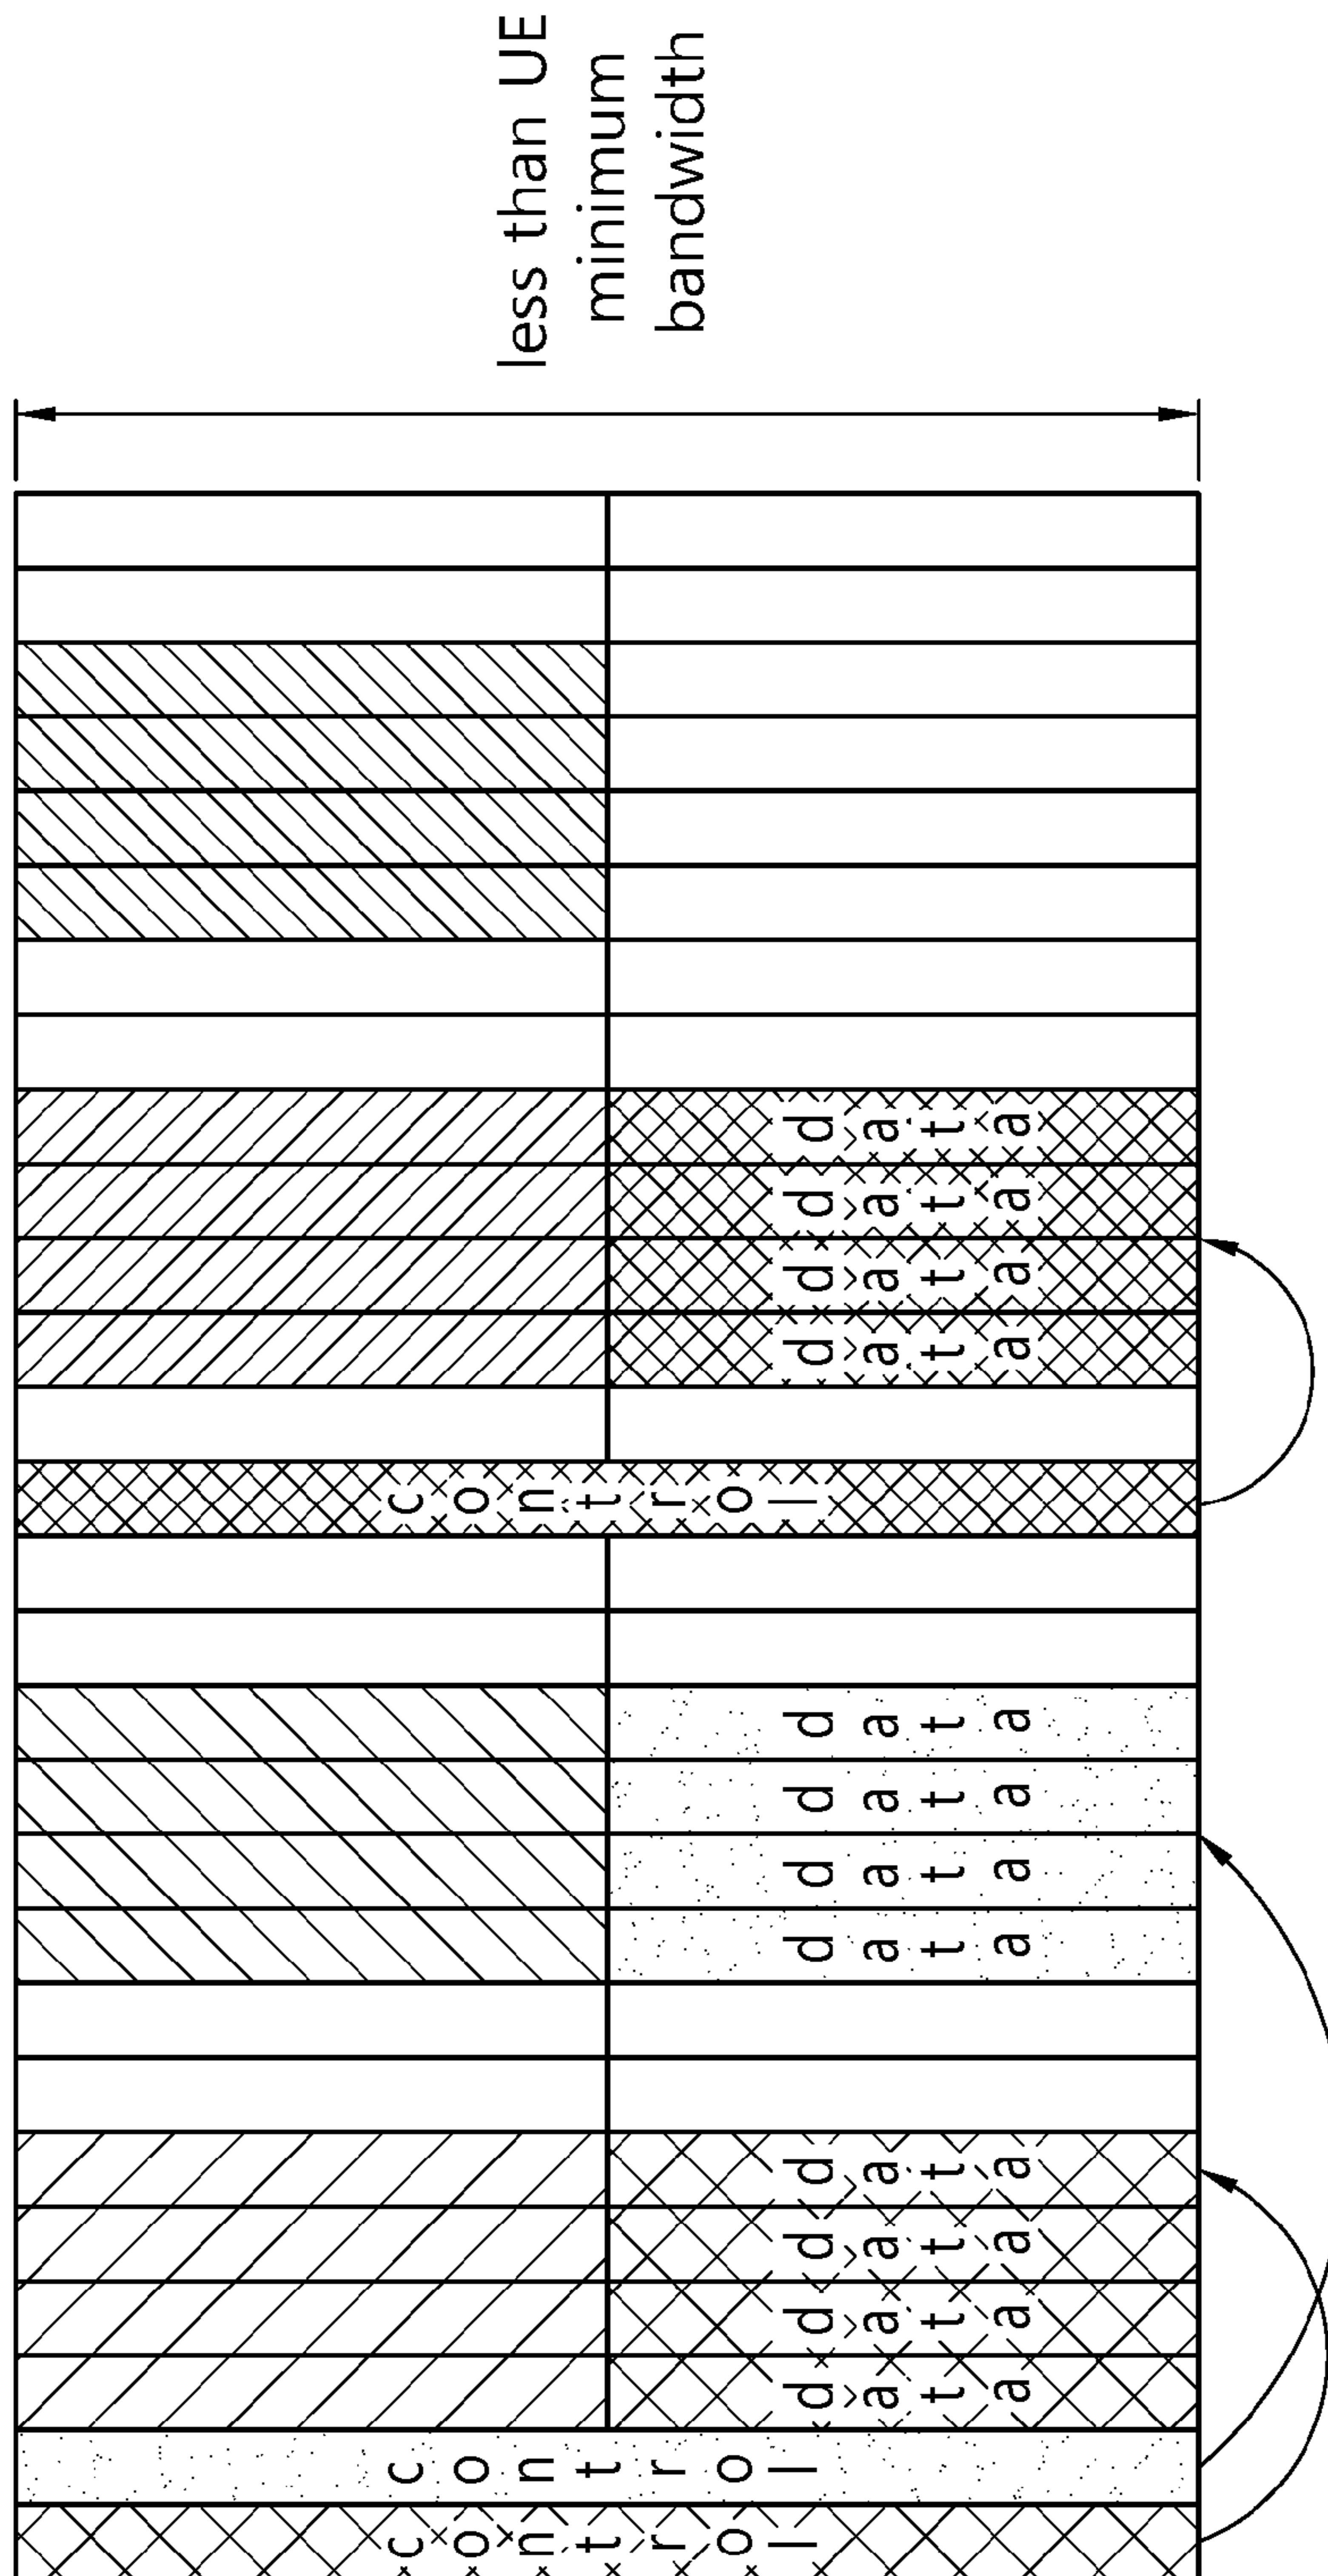 control
control
data
data
data
data
data
data
data
data
control
data
data
data
data
less than UE
minimum
bandwidth